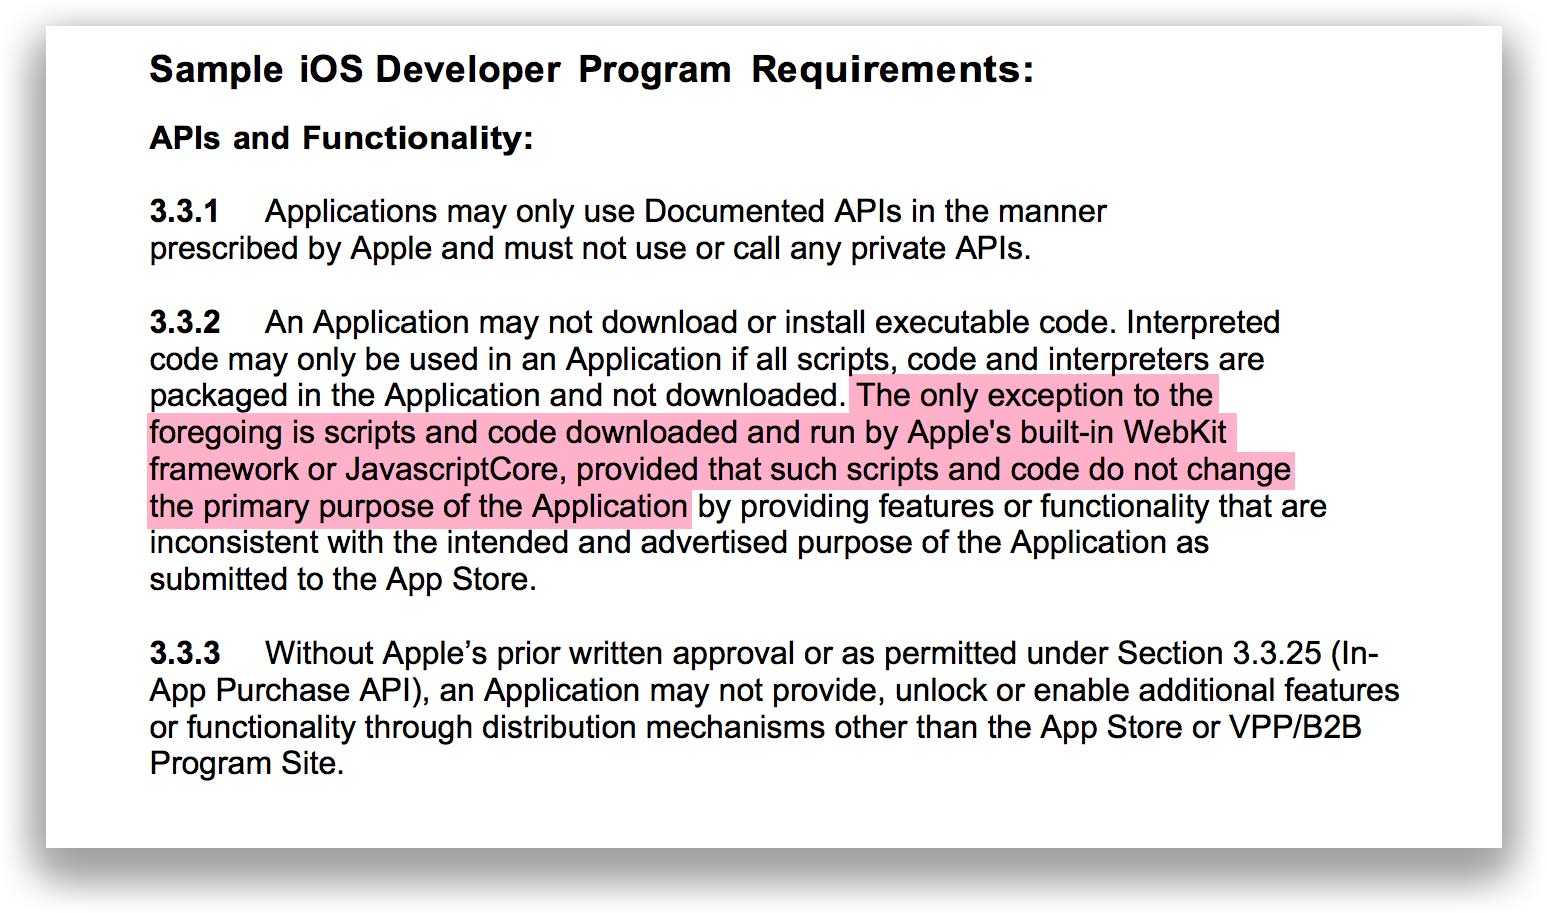 Sample iOS Developer Program Requirements:
APIs and Functionality:
3.3.1 Applications may only use Documented APIs in the manner
prescribed by Apple and must not use or call any private APIs.
3.3.2 An Application may not download or install executable code. Interpreted
code may only be used in an Application if all scripts, code and interpreters are
packaged in the Application and not downloaded. The only exception to the
foregoing is scripts and code downloaded and run by Apple's built-in WebKit
framework or JavascriptCore, provided that such scripts and code do not change
the primary purpose of the Application by providing features or functionality that are
inconsistent with the intended and advertised purpose of the Application as
submitted to the App Store.
3.3.3 Without Apple’s prior written approval or as permitted under Section 3.3.25 (In-
App Purchase API), an Application may not provide, unlock or enable additional features
or functionality through distribution mechanisms other than the App Store or VPP/B2B
Program Site.